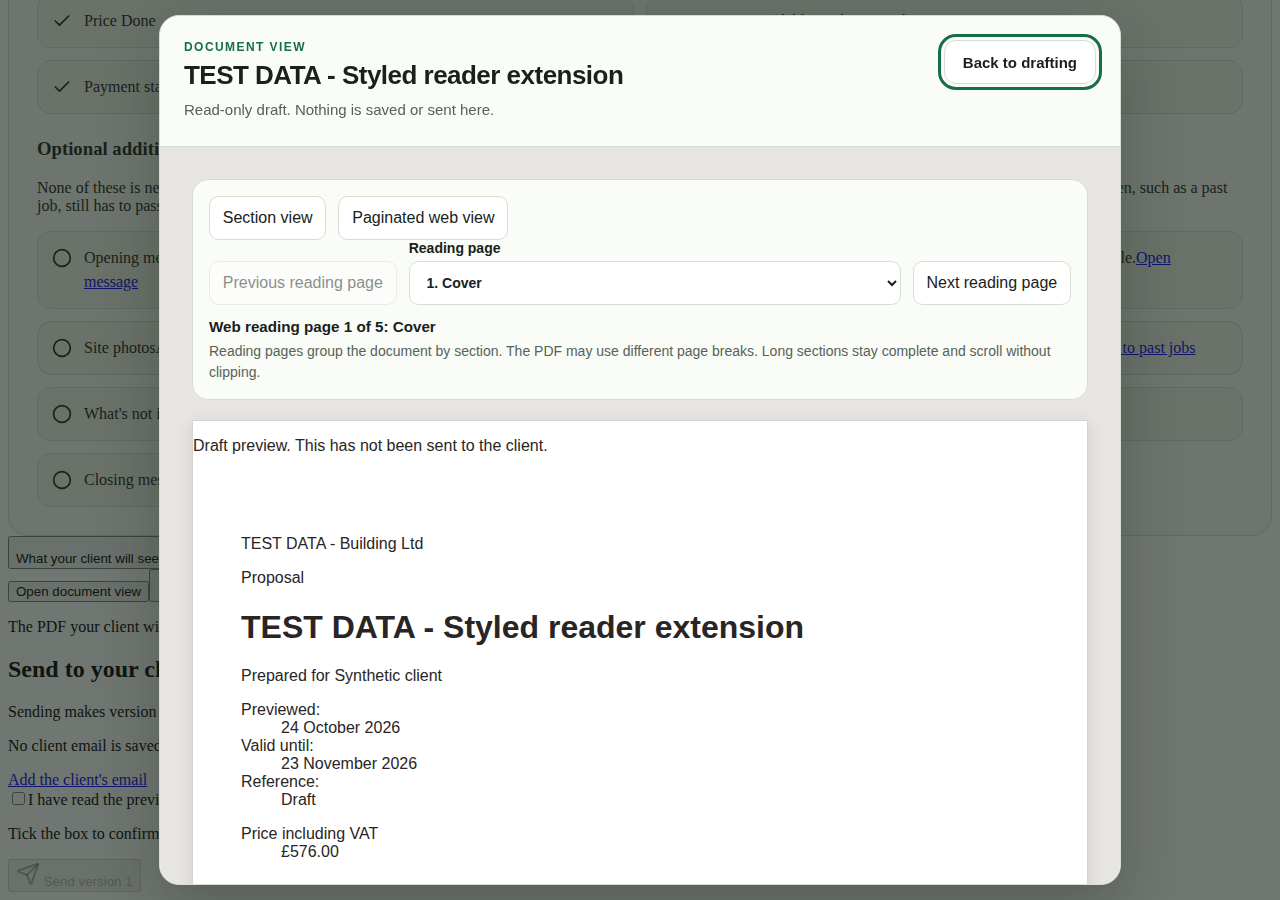 Price Done
Payment sta
Optional additi
None of these is ne
en, such as a past
job, still has to pass
Opening me
message
le.Open
Site photosA
to past jobs
What's not i
Closing mes
What your client will see
Open document view
The PDF your client wi
Send to your cl
Sending makes version
No client email is saved
Add the client's email
I have read the previ
Tick the box to confirm
Send version 1
DOCUMENT VIEW
TEST DATA - Styled reader extension
Read-only draft. Nothing is saved or sent here.
Back to drafting
Section view
Paginated web view
Reading page
Previous reading page
1. Cover
Next reading page
Web reading page 1 of 5: Cover
Reading pages group the document by section. The PDF may use different page breaks. Long sections stay complete and scroll without
clipping.
Draft preview. This has not been sent to the client.
TEST DATA - Building Ltd
Proposal
TEST DATA - Styled reader extension
Prepared for Synthetic client
Previewed:
24 October 2026
Valid until:
23 November 2026
Reference:
Draft
Price including VAT
£576.00